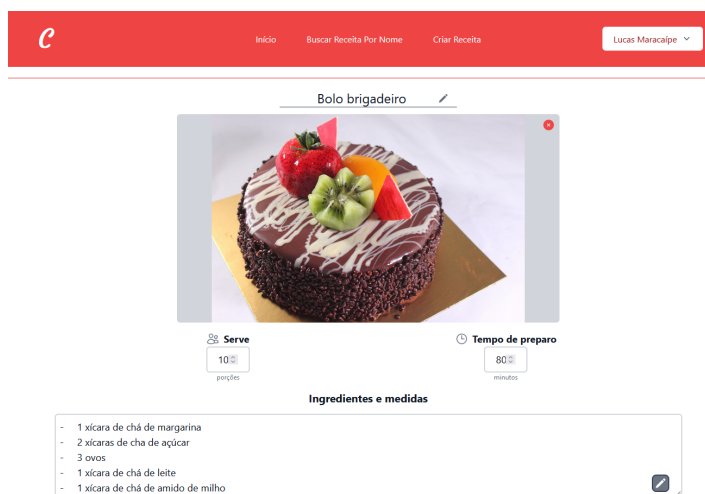 C
Início Buscar Receita Por Nome Criar Receita Lucas Maracaípe
Bolo brigadeiro
Serve Tempo de preparo
10 80
porções minutos
Ingredientes e medidas
- 1 xícara de chá de margarina
- 2 xícaras de cha de açúcar
- 3 ovos
- 1 xícara de chá de leite
- 1 xícara de chá de amido de milho